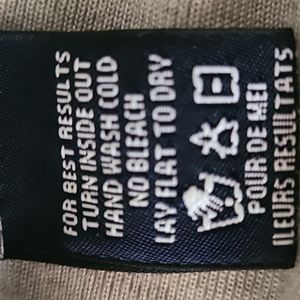 FOR BEST RESULTS
TURN INSIDE OUT
HAND WASH COLD
NO BLEACH
LAY FLAT TO DRY
POUR DE MEI
LLEURS RESULTATS